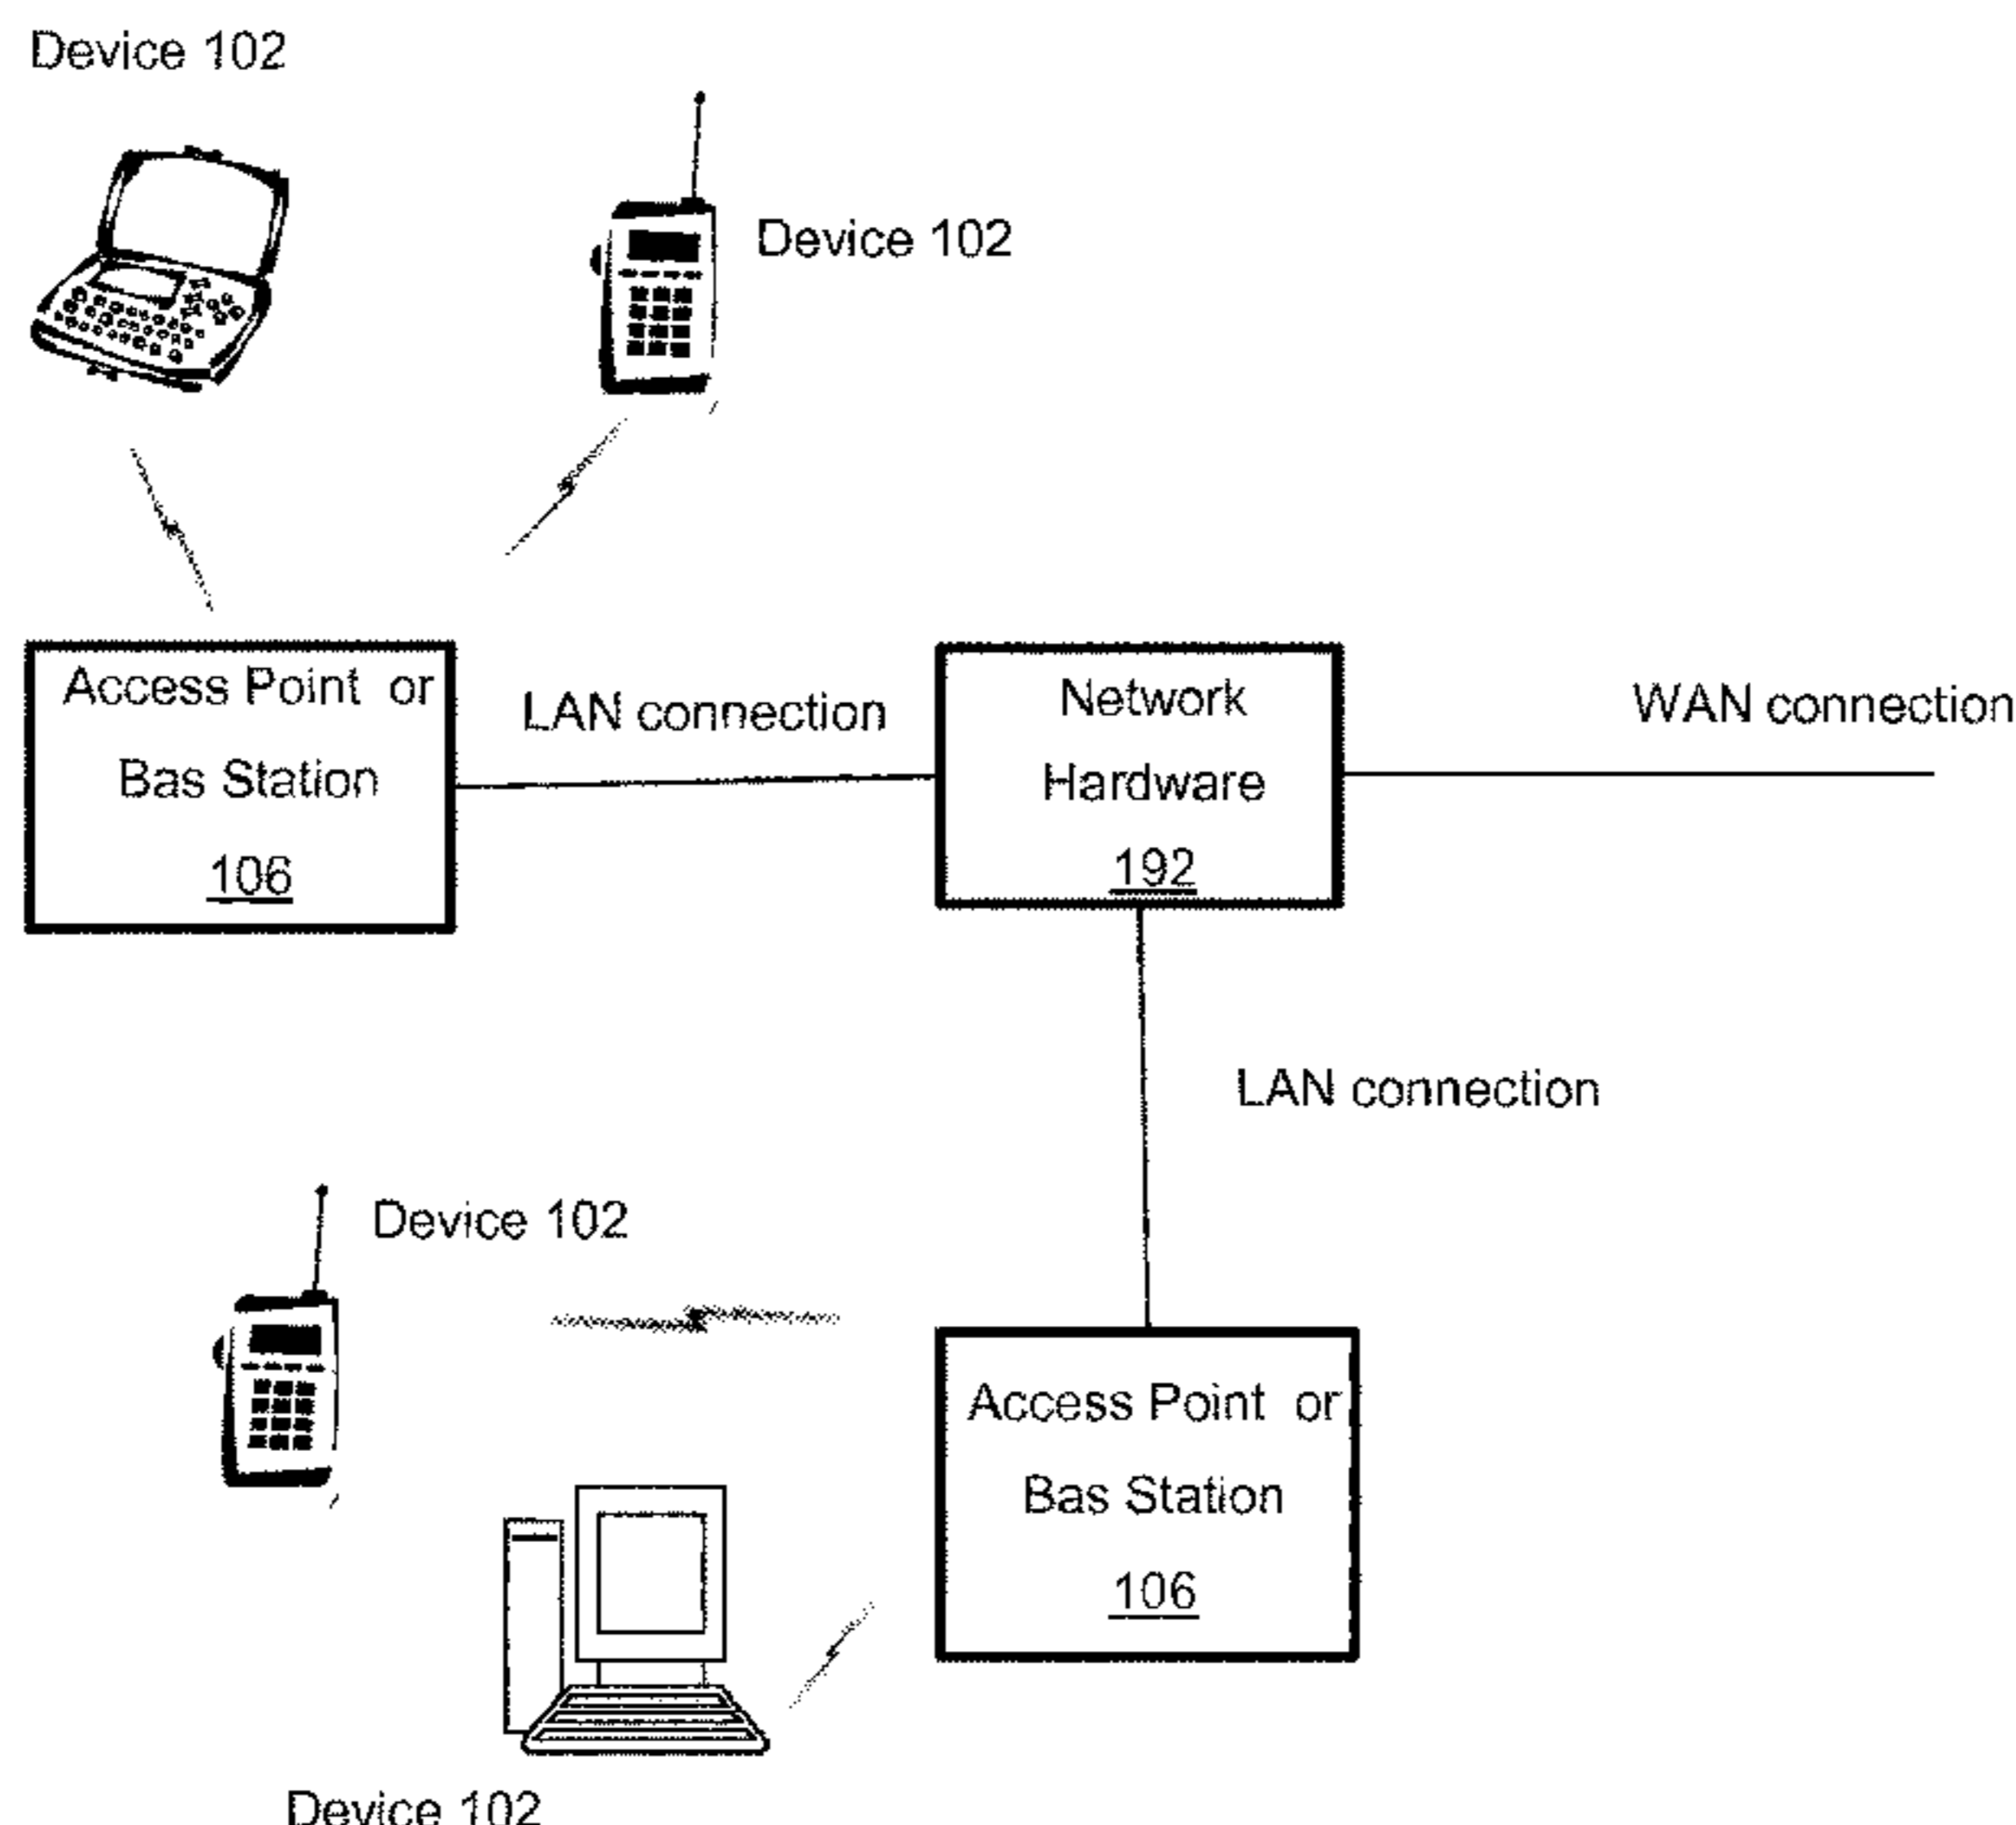 Device 102
Device 102
Access Point or
Bas Station
106
LAN connection
Network
Hardware
192
WAN connection
LAN connection
Device 102
Access Point or
Bas Station
106
Device 102